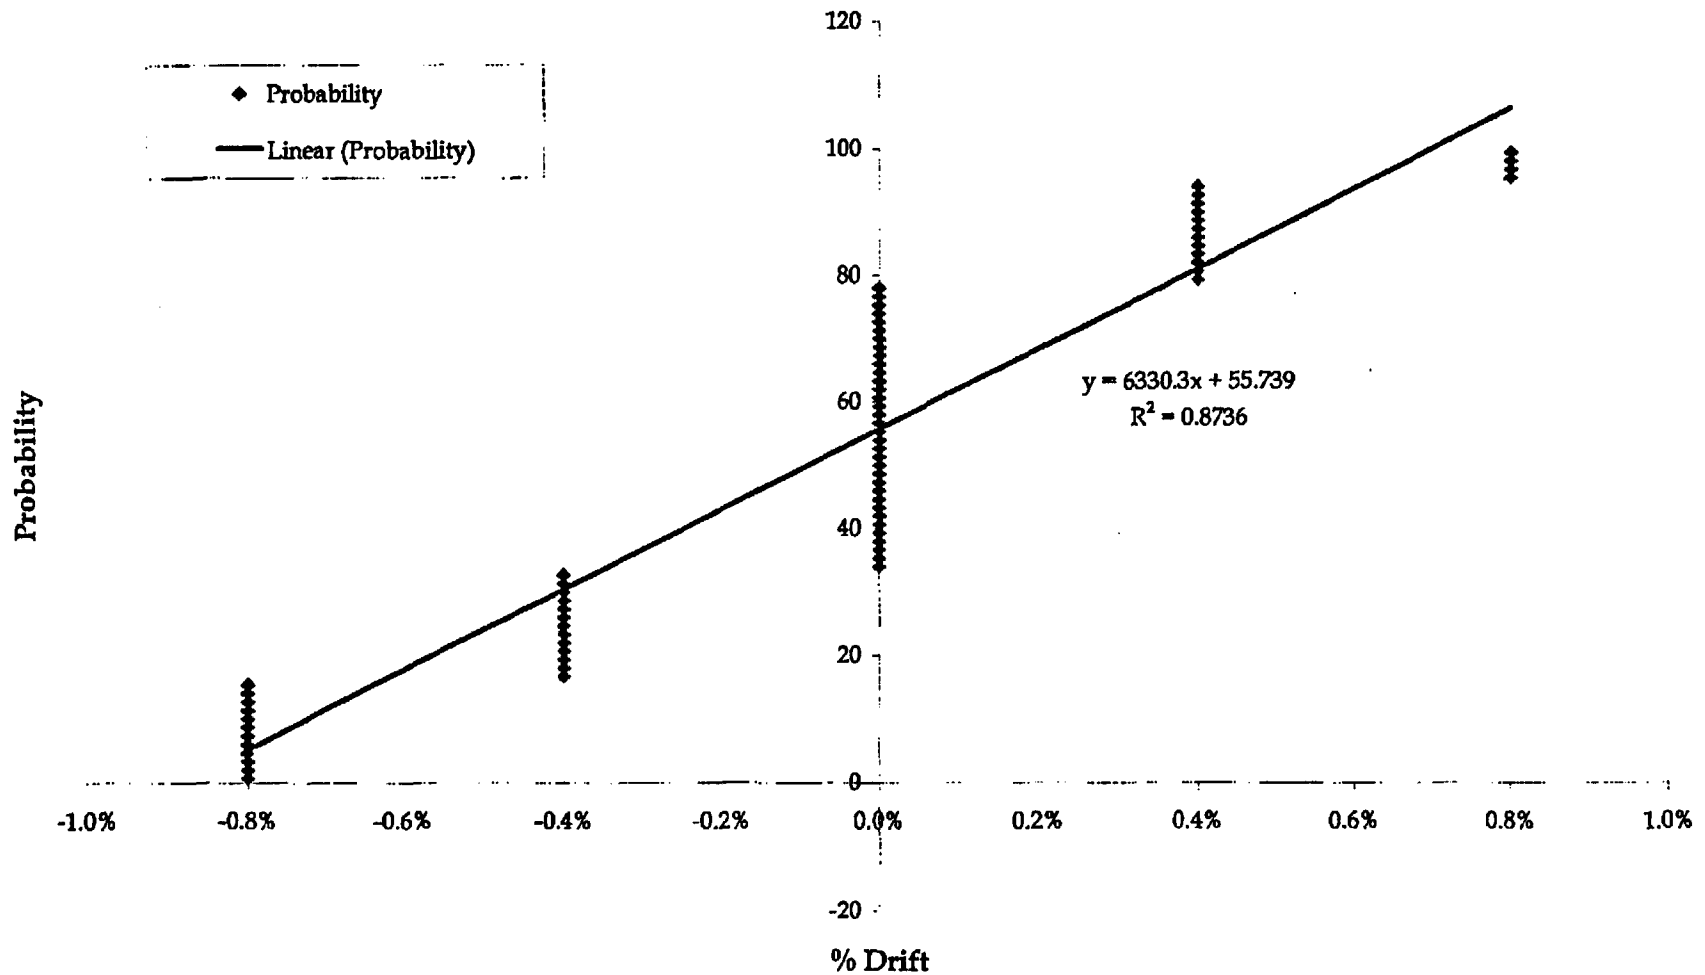 120
Probability
Linear (Probability)
100
80
y = 6330.3x + 55.739
R² = 0.8736
60
Probability
40
20
0
-1.0% -0.8% -0.6% -0.4% -0.2% 0.0% 0.2% 0.4% 0.6% 0.8% 1.0%
-20
% Drift